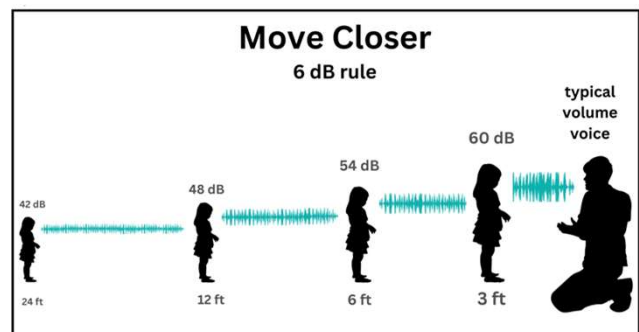 Move Closer
6 dB rule
typical
volume
voice
60 dB
54 dB
48 dB
42 dB
24 ft
12 ft
6 ft
3 ft